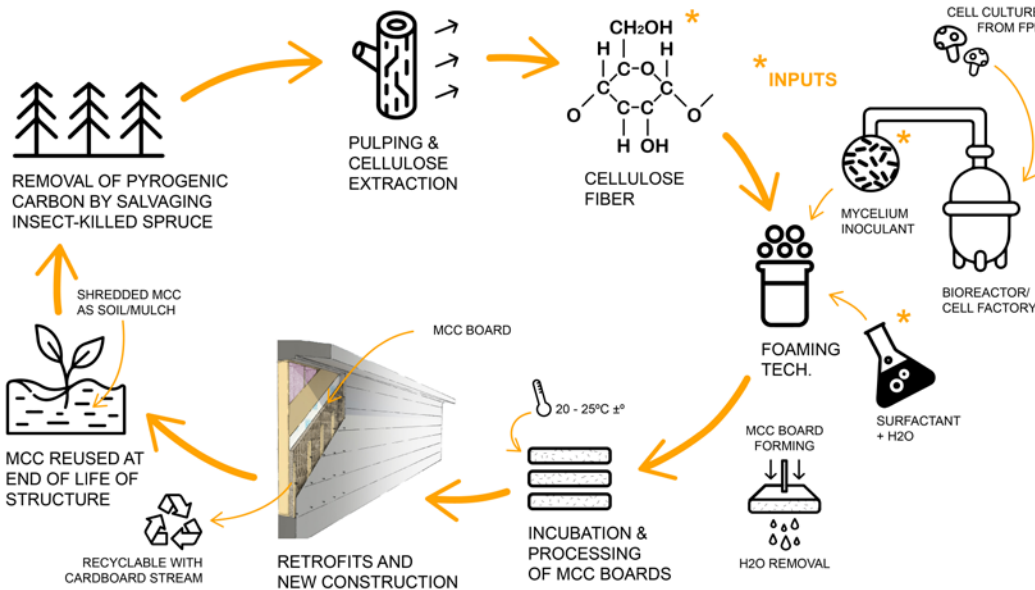 CH₂OH *
H H
C O
C C
O C C O
H OH
* INPUTS
CELL CULTURE
FROM
REMOVAL OF PYROGENIC
CARBON BY SALVAGING
INSECT-KILLED SPRUCE
PULPING &
CELLULOSE
EXTRACTION
CELLULOSE
FIBER
*
MYCELIUM
INOCULANT
BIOREACTOR/
CELL FACTORY
FOAMING
TECH.
*
SURFACTANT
+ H2O
MCC BOARD
FORMING
H2O REMOVAL
20 - 25ºC ±º
INCUBATION &
PROCESSING
OF MCC BOARDS
MCC BOARD
RETROFITS AND
NEW CONSTRUCTION
RECYCLABLE WITH
CARDBOARD STREAM
SHREDDED MCC
AS SOIL/MULCH
MCC REUSED AT
END OF LIFE OF
STRUCTURE